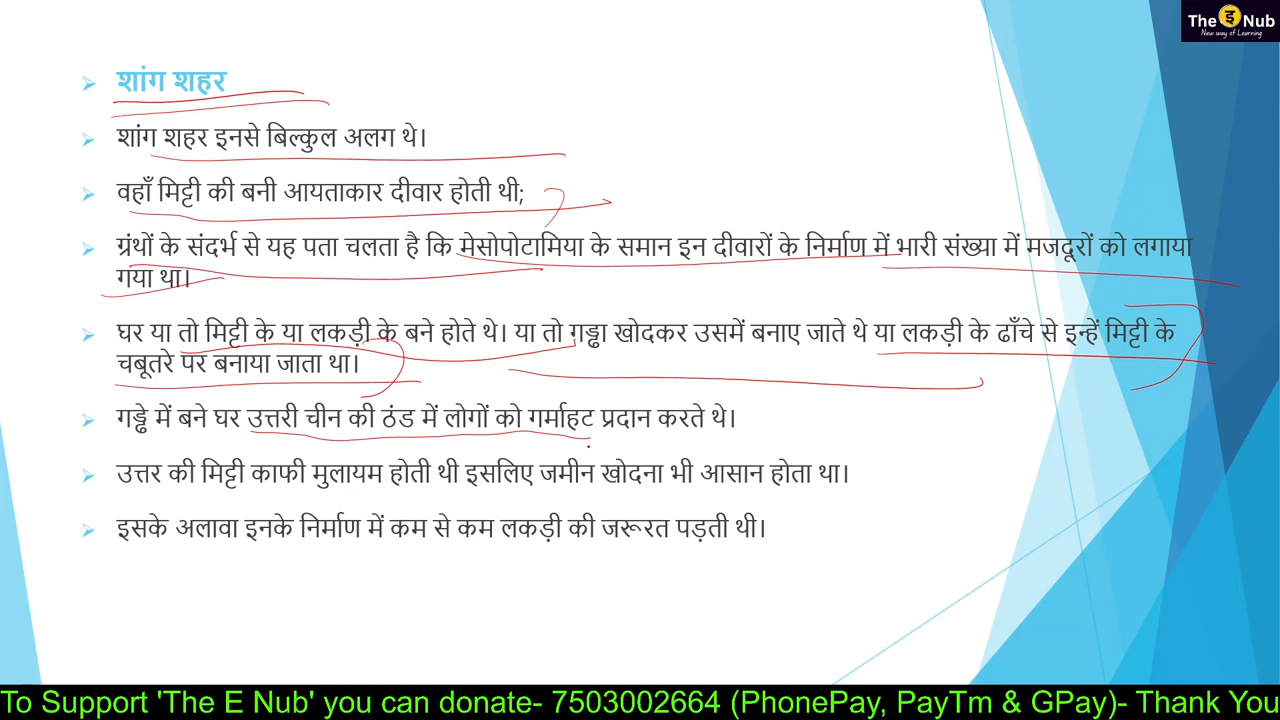 The इ Nub
New way of Learning
शांग शहर
शांग शहर इनसे बिल्कुल अलग थे।
वहाँ मिट्टी की बनी आयताकार दीवार होती थी;
ग्रंथों के संदर्भ से यह पता चलता है कि मेसोपोटामिया के समान इन दीवारों के निर्माण में भारी संख्या में मजदूरों को लगाया
गया था।
घर या तो मिट्टी के या लकड़ी के बने होते थे। या तो गड्ढा खोदकर उसमें बनाए जाते थे या लकड़ी के ढाँचे से इन्हें मिट्टी के
चबूतरे पर बनाया जाता था।
गड्ढे में बने घर उत्तरी चीन की ठंड में लोगों को गर्माहट प्रदान करते थे।
उत्तर की मिट्टी काफी मुलायम होती थी इसलिए जमीन खोदना भी आसान होता था।
इसके अलावा इनके निर्माण में कम से कम लकड़ी की जरूरत पड़ती थी।
To Support 'The E Nub' you can donate- 7503002664 (PhonePay, PayTm & GPay)- Thank You